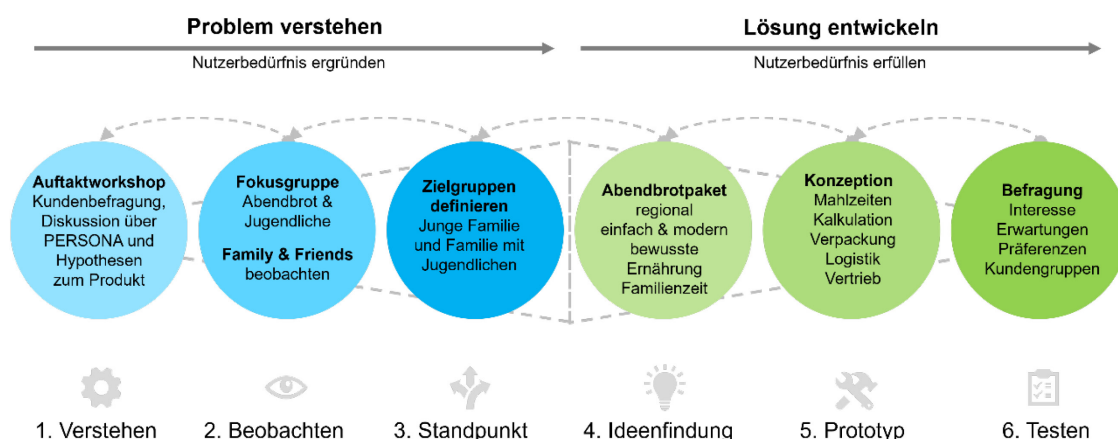 Problem verstehen
Nutzerbedürfnis ergründen
Lösung entwickeln
Nutzerbedürfnis erfüllen
Auftaktworkshop
Kundenbefragung,
Diskussion über
PERSONA und
Hypothesen
zum Produkt
Fokusgruppe
Abendbrot &
Jugendliche
Family & Friends
beobachten
Zielgruppen
definieren
Junge Familie
und Familie mit
Jugendlichen
Abendbrotpaket
regional
einfach & modern
bewusste
Ernährung
Familienzeit
Konzeption
Mahlzeiten
Kalkulation
Verpackung
Logistik
Vertrieb
Befragung
Interesse
Erwartungen
Präferenzen
Kundengruppen
1. Verstehen
2. Beobachten
3. Standpunkt
4. Ideenfindung
5. Prototyp
6. Testen